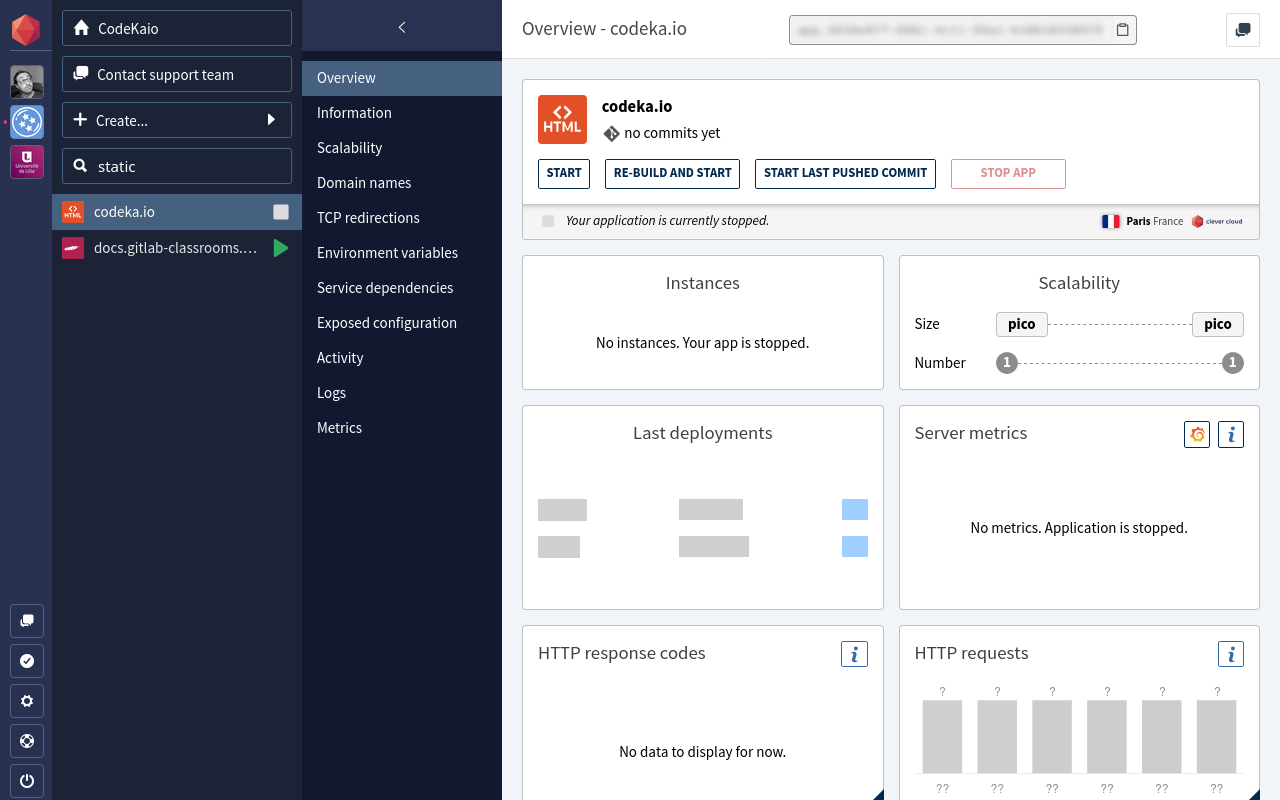 CodeKaio
Contact support team
Create...
static
codeka.io
docs.gitlab-classrooms....
Université
de Lille
Overview
Information
Scalability
Domain names
TCP redirections
Environment variables
Service dependencies
Exposed configuration
Activity
Logs
Metrics
Overview - codeka.io
HTML
codeka.io
no commits yet
START
RE-BUILD AND START
START LAST PUSHED COMMIT
STOP APP
Your application is currently stopped.
Paris France
clever cloud
Instances
No instances. Your app is stopped.
Scalability
Size
pico
pico
Number
1
1
Last deployments
Server metrics
No metrics. Application is stopped.
HTTP response codes
No data to display for now.
HTTP requests
? ? ? ? ? ?
?? ?? ?? ?? ?? ??